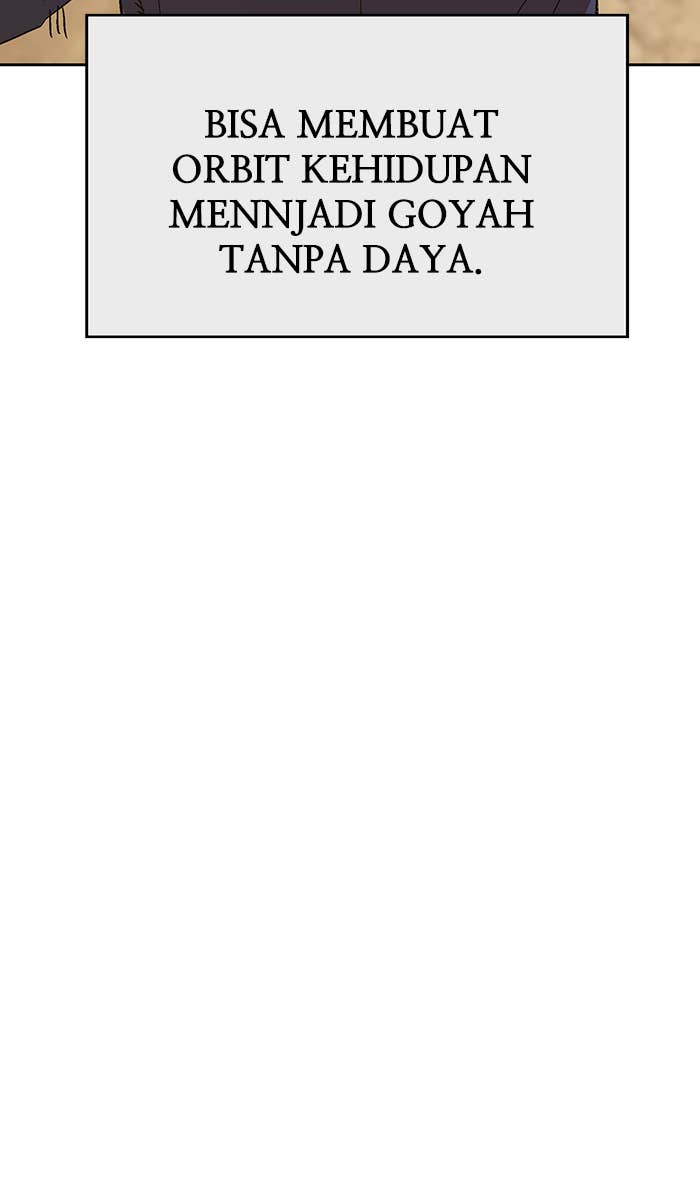 BISA MEMBUAT
ORBIT KEHIDUPAN
MENNJADI GOYAH
TANPA DAYA.